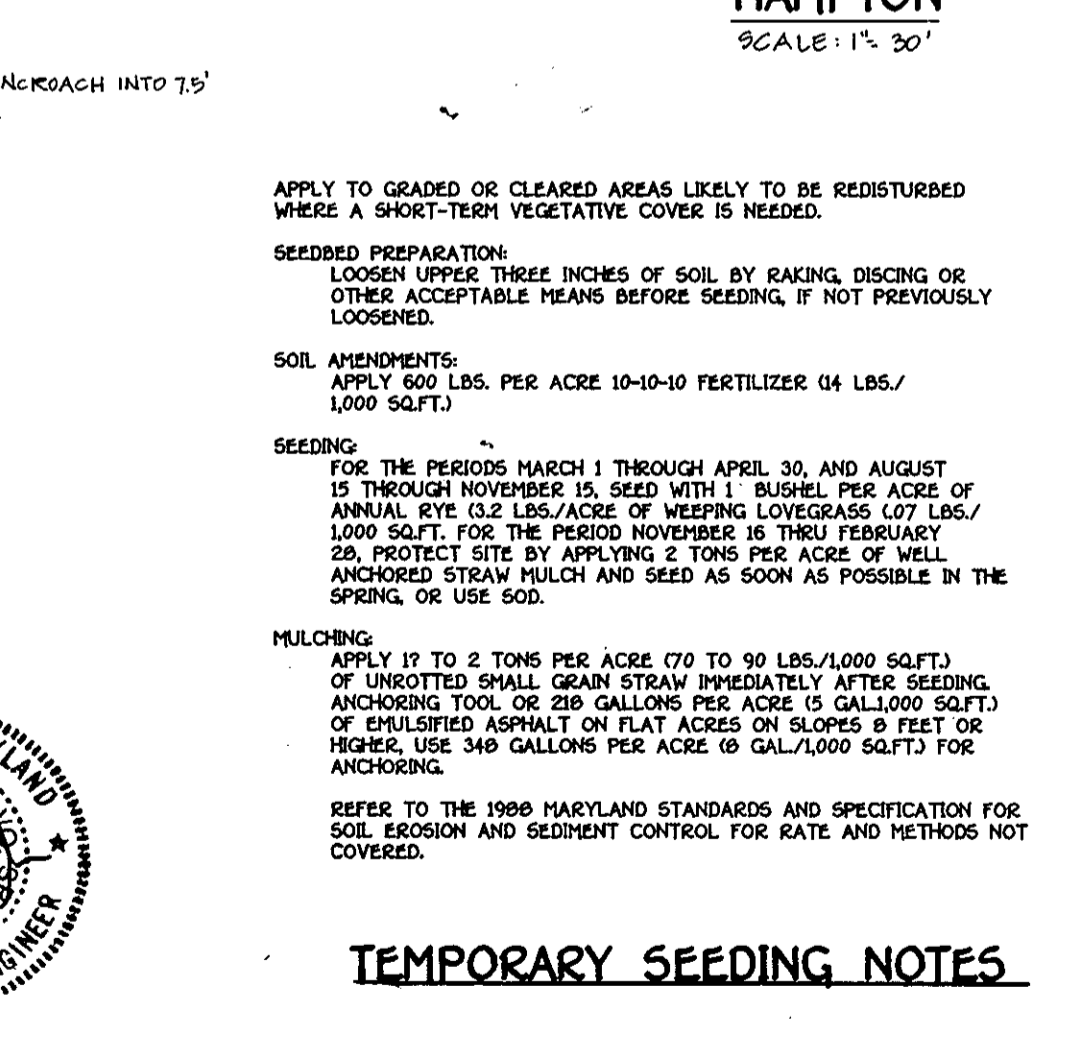 HAMPTON
SCALE: 1"- 30'
NCROACH INTO 7.5'
APPLY TO GRADED OR CLEARED AREAS LIKELY TO BE REDISTURBED
WHERE A SHORT-TERM VEGETATIVE COVER IS NEEDED.
SEEDBED PREPARATION:
LOOSEN UPPER THREE INCHES OF SOIL BY RAKING, DISCING OR
OTHER ACCEPTABLE MEANS BEFORE SEEDING, IF NOT PREVIOUSLY
LOOSENED.
SOIL AMENDMENTS:
APPLY 600 LBS. PER ACRE 10-10-10 FERTILIZER (14 LBS./
1,000 SQ.FT.)
SEEDING:
FOR THE PERIODS MARCH 1 THROUGH APRIL 30, AND AUGUST
15 THROUGH NOVEMBER 15, SEED WITH 1 BUSHEL PER ACRE OF
ANNUAL RYE (3.2 LBS./ACRE OF WEEPING LOVEGRASS (.07 LBS./
1,000 SQ.FT. FOR THE PERIOD NOVEMBER 16 THRU FEBRUARY
28, PROTECT SITE BY APPLYING 2 TONS PER ACRE OF WELL
ANCHORED STRAW MULCH AND SEED AS SOON AS POSSIBLE IN THE
SPRING, OR USE SOD.
MULCHING:
APPLY 1? TO 2 TONS PER ACRE (70 TO 90 LBS./1,000 SQ.FT.)
OF UNROTTED SMALL GRAIN STRAW IMMEDIATELY AFTER SEEDING.
ANCHORING TOOL OR 218 GALLONS PER ACRE (5 GAL.1,000 SQ.FT.)
OF EMULSIFIED ASPHALT ON FLAT ACRES ON SLOPES 8 FEET OR
HIGHER, USE 348 GALLONS PER ACRE (8 GAL./1,000 SQ.FT.) FOR
ANCHORING.
REFER TO THE 1988 MARYLAND STANDARDS AND SPECIFICATION FOR
SOIL EROSION AND SEDIMENT CONTROL FOR RATE AND METHODS NOT
COVERED.
YLAND
GINEER
TEMPORARY SEEDING NOTES